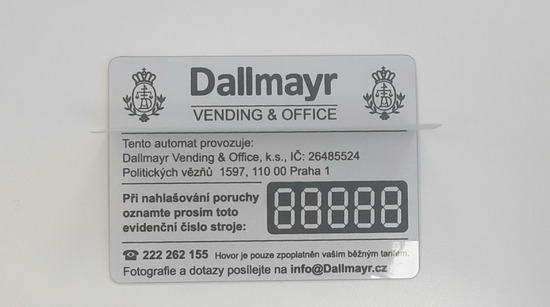 Dallmayr
VENDING & OFFICE
Tento automat provozuje:
Dallmayr Vending & Office, k.s., IČ: 26485524
Politických vězňů 1597, 110 00 Praha 1
Při nahlašování poruchy
oznamte prosím toto
evidenční číslo stroje:
88888
☎ 222 262 155 Hovor je pouze zpoplatněn vaším běžným tarifem.
Fotografie a dotazy posílejte na info@Dallmayr.cz